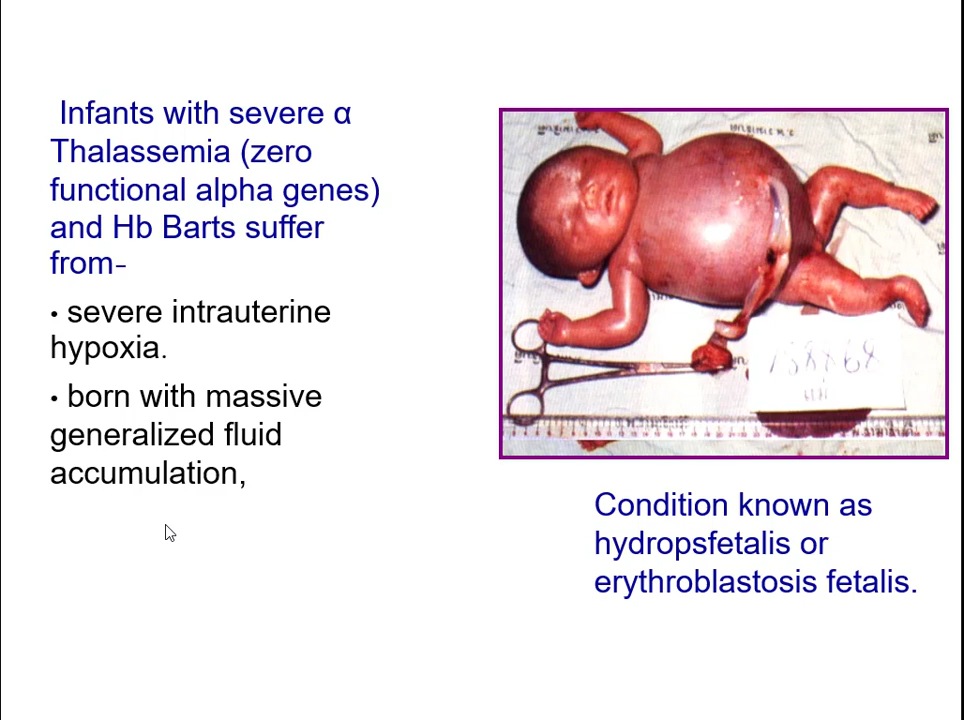 Infants with severe α
Thalassemia (zero
functional alpha genes)
and Hb Barts suffer
from-
• severe intrauterine
hypoxia.
• born with massive
generalized fluid
accumulation,
Condition known as
hydropsfetalis or
erythroblastosis fetalis.